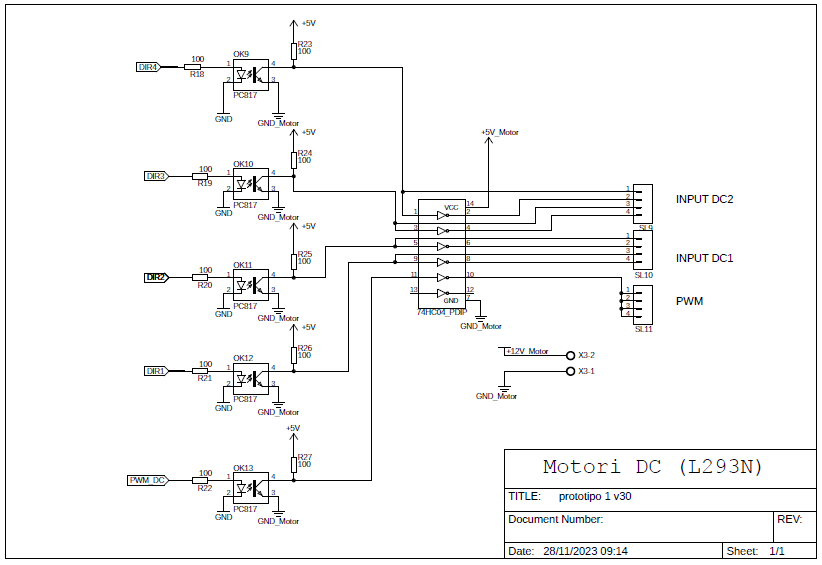 +5V
R23
100
100
OK9
DIR4
1
4
R18
2
3
PC817
GND
GND_Motor
+5V
R24
100
+5V_Motor
100
OK10
DIR3
1
4
R19
2
3
PC817
GND
GND_Motor
VCC
14
1
2
3
4
5
6
9
8
11
10
13
12
GND
7
74HC04_PDIP
GND_Motor
1
2
3
4
SL9
INPUT DC2
1
2
3
4
SL10
INPUT DC1
1
2
3
4
SL11
PWM
+5V
R25
100
100
OK11
DIR2
1
4
R20
2
3
PC817
GND
GND_Motor
+5V
R26
100
+12V_Motor
X3-2
X3-1
GND_Motor
100
OK12
DIR1
1
4
R21
2
3
PC817
GND
GND_Motor
+5V
R27
100
100
OK13
PWM_DC
1
4
R22
2
3
PC817
GND
GND_Motor
Motori DC (L293N)
TITLE: prototipo 1 v30
Document Number:
REV:
Date: 28/11/2023 09:14
Sheet: 1/1